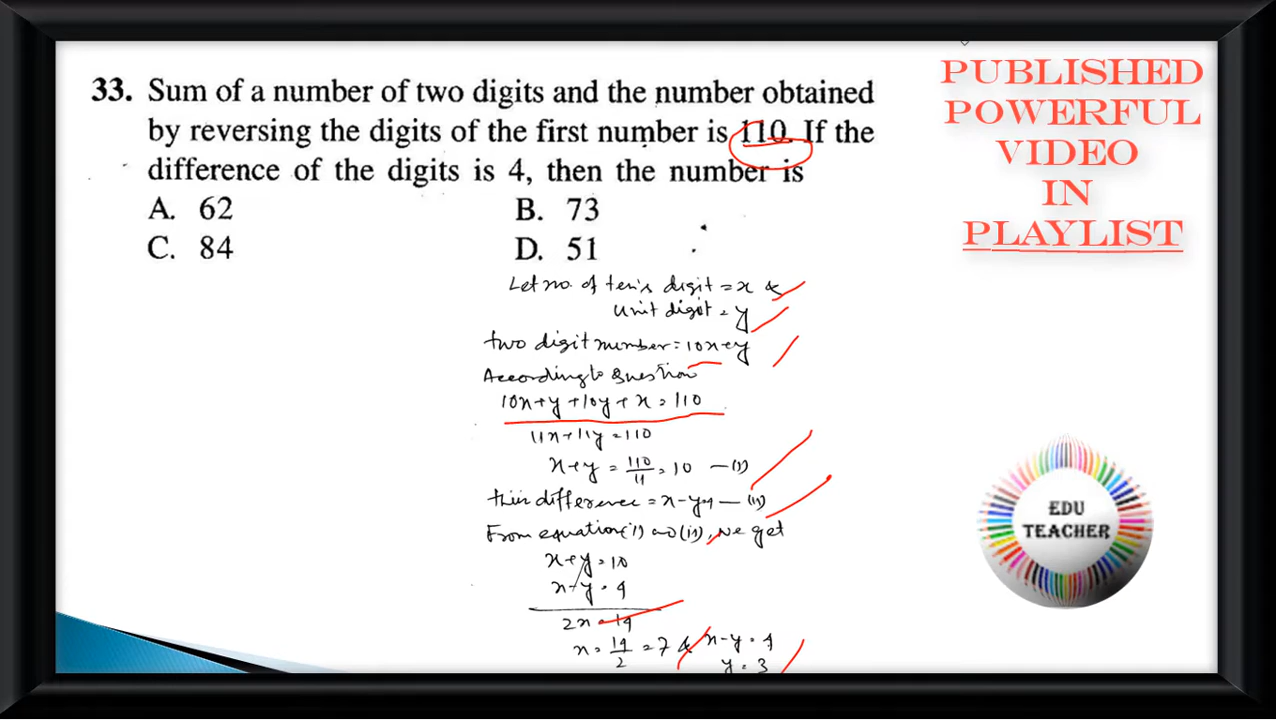 33. Sum of a number of two digits and the number obtained
by reversing the digits of the first number is 110. If the
difference of the digits is 4, then the number is
A. 62
B. 73
C. 84
D. 51
Let no. of ten's digit = x &
Unit digit = y
two digit number = 10x+y
According to Question
10x+y+10y+x=110
11x+11y=110
x+y = 110/11 = 10 —(i)
their difference = x-y=4 — (ii)
From equation (i) and (ii), we get
x+y=10
x-y=4
2x=14
x = 14/2 = 7 & x-y=4
y=3
PUBLISHED
POWERFUL
VIDEO
IN
PLAYLIST
EDU
TEACHER